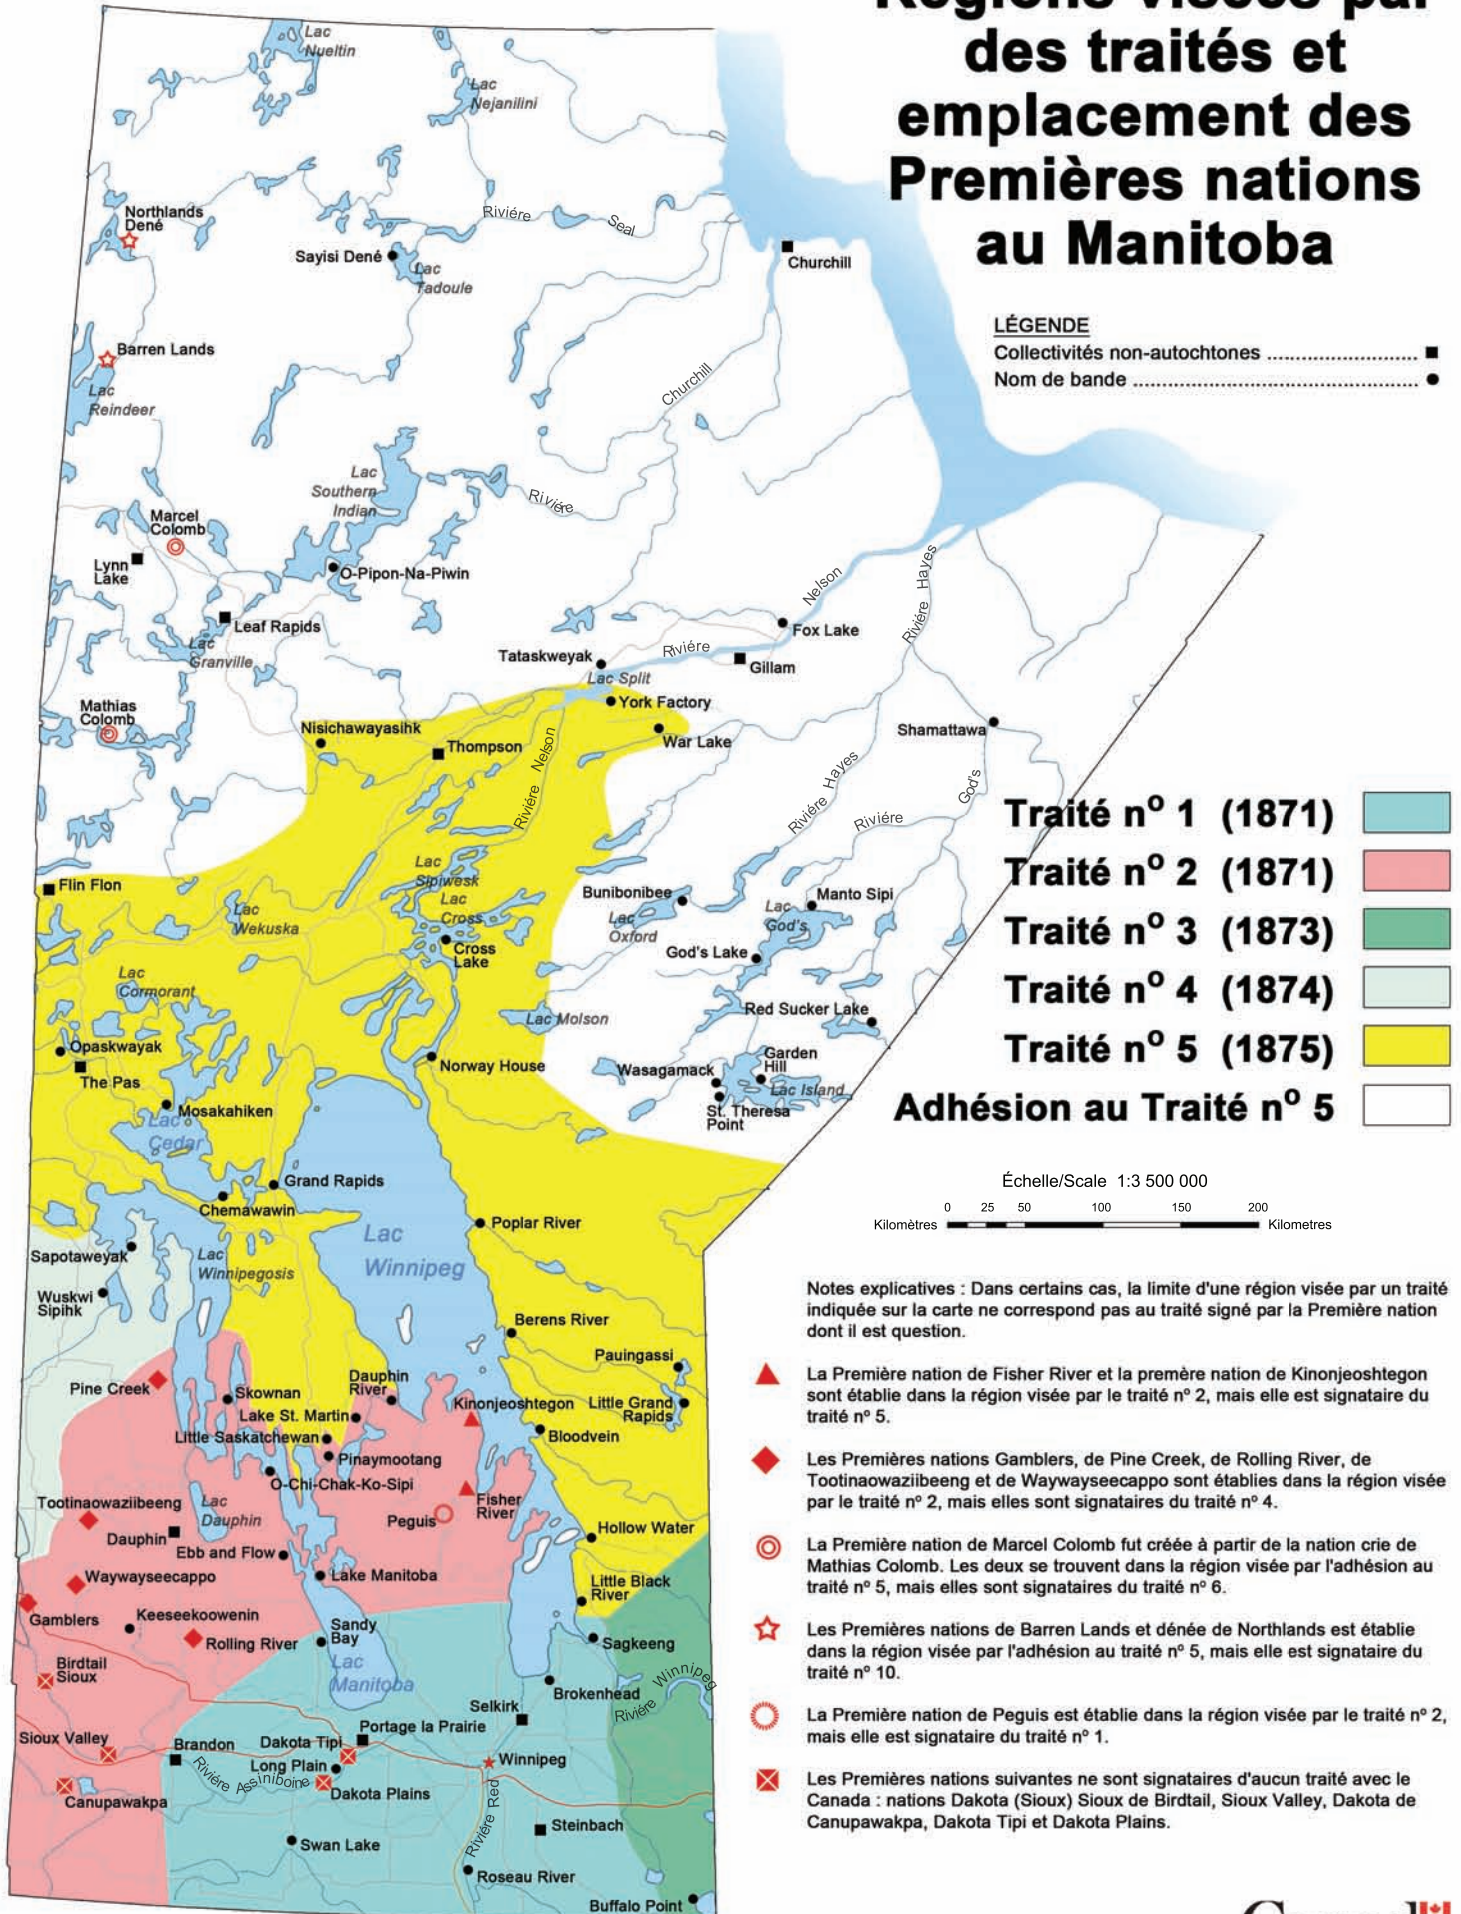 Régions visées par
des traités et
emplacement des
Premières nations
au Manitoba
LÉGENDE
Collectivités non-autochtones ........................ ■
Nom de bande .............................................. ●
Lac
Nueltin
Lac
Nejanilini
Northlands
Dené
Riviére
Seal
Sayisi Dené
Lac
Tadoule
Churchill
Barren Lands
Lac
Reindeer
Churchill
Lac
Southern
Indian
Riviére
Marcel
Colomb
Lynn
Lake
O-Pipon-Na-Piwin
Leaf Rapids
Lac
Granville
Nelson
Riviére Hayes
Fox Lake
Riviére
Gillam
Tataskweyak
Lac Split
York Factory
War Lake
Mathias
Colomb
Nisichawayasihk
Thompson
Riviére Nelson
Shamattawa
Riviére Hayes
God's
Riviére
Traité nº 1 (1871)
Traité nº 2 (1871)
Traité nº 3 (1873)
Traité nº 4 (1874)
Traité nº 5 (1875)
Adhésion au Traité nº 5
Flin Flon
Lac
Sipiwesk
Lac
Cross
Lac
Wekuska
Cross
Lake
Bunibonibee
Lac
Oxford
Manto Sipi
Lac
God's
God's Lake
Lac
Cormorant
Lac Molson
Red Sucker Lake
Opaskwayak
The Pas
Norway House
Wasagamack
Garden
Hill
Lac Island
St. Theresa
Point
Mosakahiken
Lac
Cedar
Grand Rapids
Chemawawin
Échelle/Scale 1:3 500 000
Kilomètres 0 25 50 100 150 200 Kilometres
Poplar River
Lac
Winnipeg
Sapotaweyak
Lac
Winnipegosis
Wuskwi
Sipihk
Berens River
Pauingassi
Pine Creek
Skownan
Dauphin
River
Kinonjeoshtegon
Little Grand
Rapids
Lake St. Martin
Little Saskatchewan
Bloodvein
Pinaymootang
O-Chi-Chak-Ko-Sipi
Tootinaowaziibeeng
Lac
Dauphin
Fisher
River
Peguis
Dauphin
Hollow Water
Ebb and Flow
Waywayseecappo
Lake Manitoba
Little Black
River
Gamblers
Keeseekoowenin
Rolling River
Sandy
Bay
Sagkeeng
Lac
Manitoba
Birdtail
Sioux
Brokenhead
Riviére Winnipeg
Selkirk
Sioux Valley
Brandon
Dakota Tipi
Portage la Prairie
Winnipeg
Long Plain
Riviére Assiniboine
Dakota Plains
Canupawakpa
Riviére Red
Steinbach
Swan Lake
Roseau River
Buffalo Point
Notes explicatives : Dans certains cas, la limite d'une région visée par un traité
indiquée sur la carte ne correspond pas au traité signé par la Première nation
dont il est question.
La Première nation de Fisher River et la premère nation de Kinonjeoshtegon
sont établie dans la région visée par le traité nº 2, mais elle est signataire du
traité nº 5.
Les Premières nations Gamblers, de Pine Creek, de Rolling River, de
Tootinaowaziibeeng et de Waywayseecappo sont établies dans la région visée
par le traité nº 2, mais elles sont signataires du traité nº 4.
La Première nation de Marcel Colomb fut créée à partir de la nation crie de
Mathias Colomb. Les deux se trouvent dans la région visée par l'adhésion au
traité nº 5, mais elles sont signataires du traité nº 6.
Les Premières nations de Barren Lands et dénée de Northlands est établie
dans la région visée par l'adhésion au traité nº 5, mais elle est signataire du
traité nº 10.
La Première nation de Peguis est établie dans la région visée par le traité nº 2,
mais elle est signataire du traité nº 1.
Les Premières nations suivantes ne sont signataires d'aucun traité avec le
Canada : nations Dakota (Sioux) Sioux de Birdtail, Sioux Valley, Dakota de
Canupawakpa, Dakota Tipi et Dakota Plains.